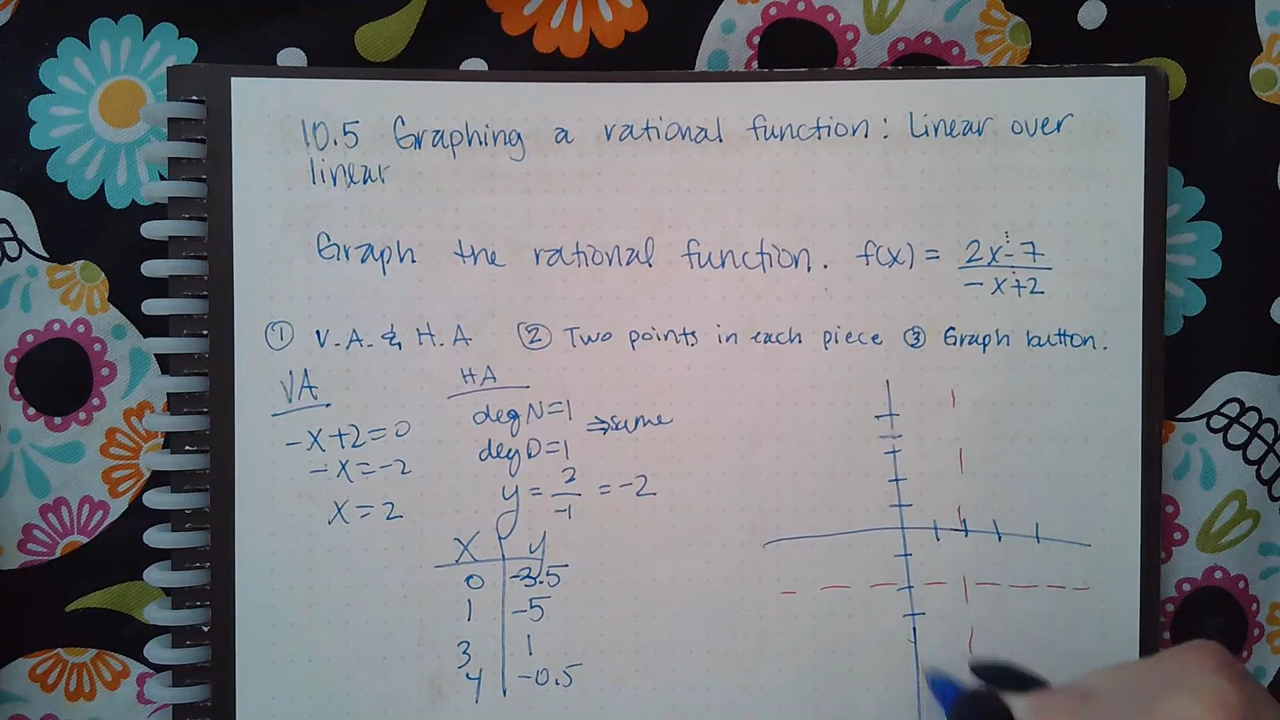 10.5 Graphing a rational function: Linear over
linear
Graph the rational function. f(x) = 2x-7 / -x+2
① V.A. & H.A ② Two points in each piece ③ Graph button.
VA
-x+2=0
-x=-2
x=2
HA
deg N=1
deg D=1
⇒same
y = 2/-1 = -2
x y
0 -3.5
1 -5
3 1
4 -0.5